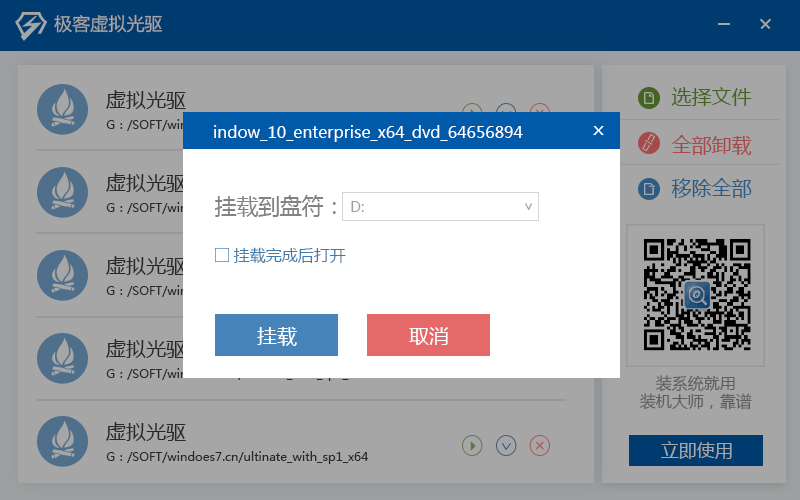 极客虚拟光驱
虚拟光驱
G：/SOFT/win
虚拟光驱
G：/SOFT/win
虚拟光驱
G：/SOFT/win
虚拟光驱
G：/SOFT/win
虚拟光驱
G：/SOFT/windoes7.cn/ultinate_with_sp1_x64
indow_10_enterprise_x64_dvd_64656894
挂载到盘符：
D:
挂载完成后打开
挂载
取消
选择文件
全部卸载
移除全部
装系统就用
装机大师，靠谱
立即使用